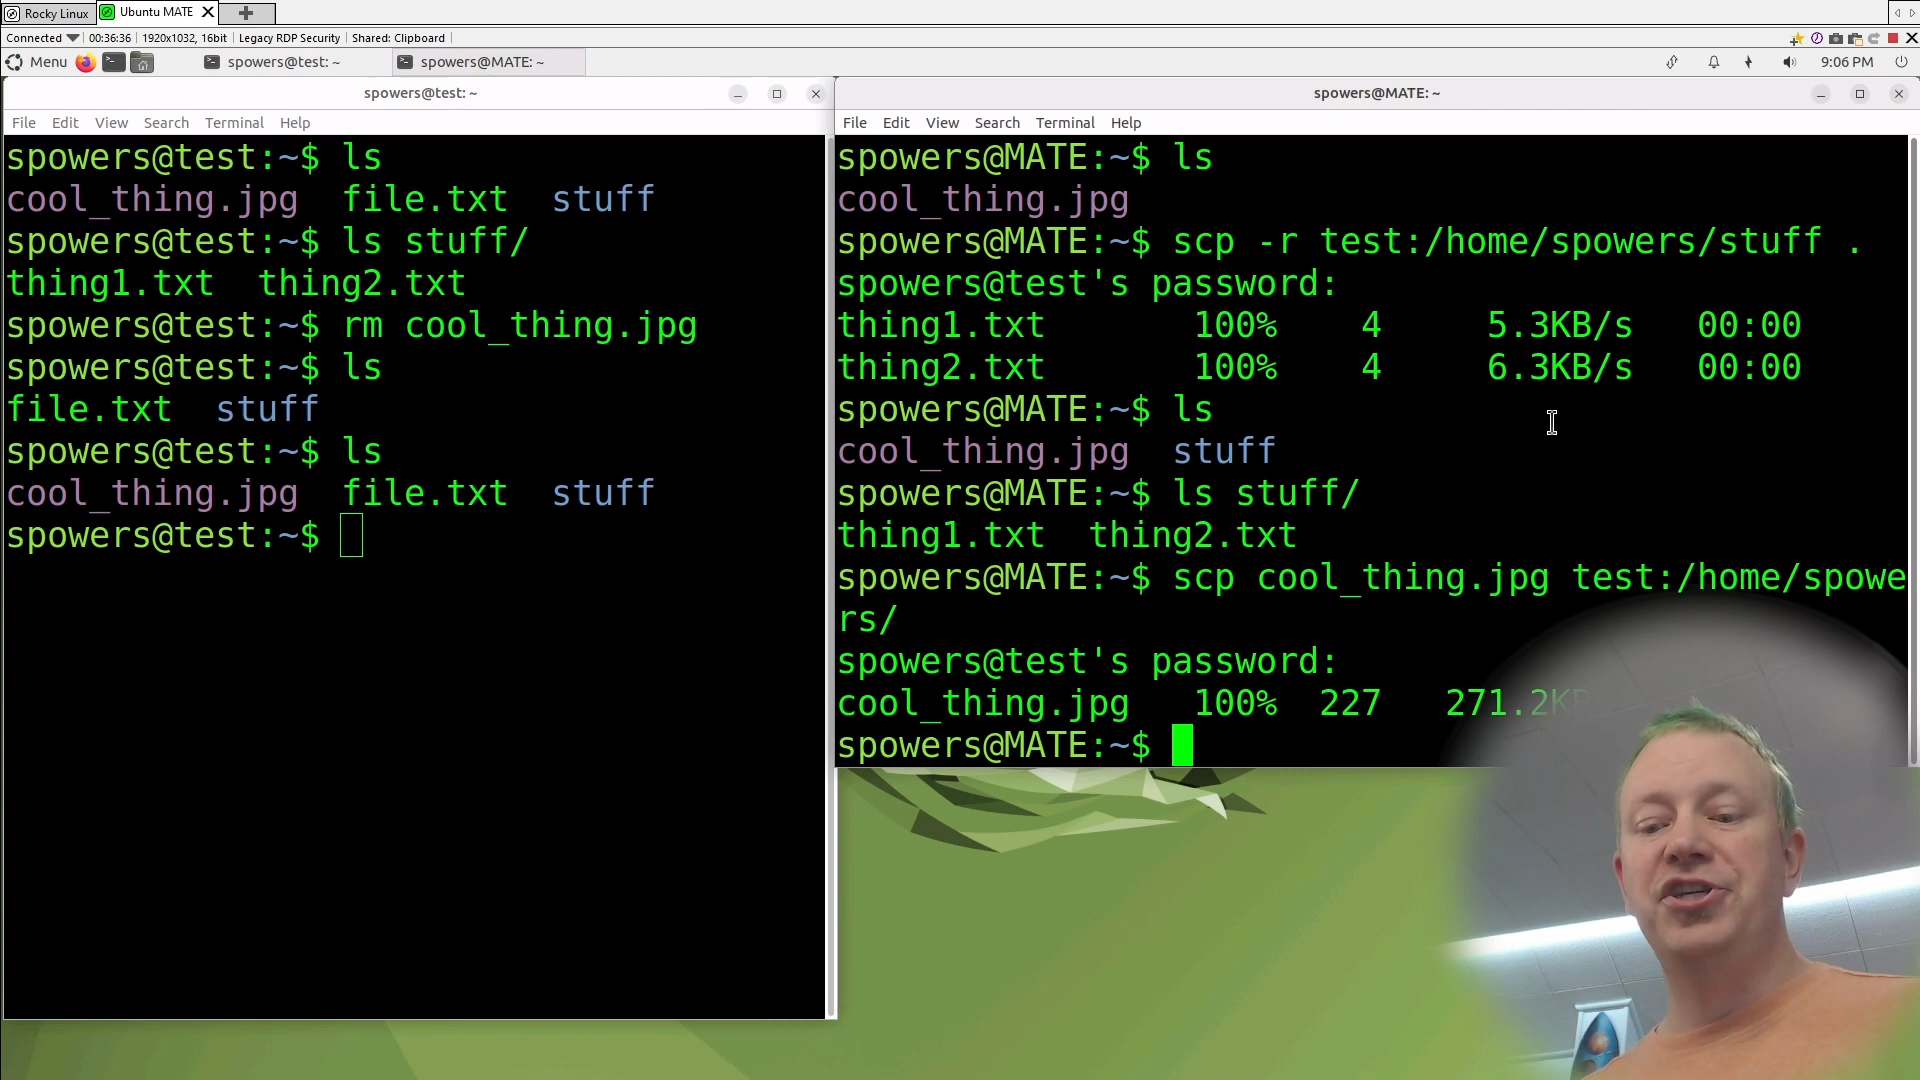 Rocky Linux Ubuntu MATE
Connected 00:36:36 1920x1032, 16bit Legacy RDP Security Shared: Clipboard
Menu spowers@test: ~ spowers@MATE: ~ 9:06 PM
spowers@test: ~
File Edit View Search Terminal Help
spowers@test:~$ ls
cool_thing.jpg file.txt stuff
spowers@test:~$ ls stuff/
thing1.txt thing2.txt
spowers@test:~$ rm cool_thing.jpg
spowers@test:~$ ls
file.txt stuff
spowers@test:~$ ls
cool_thing.jpg file.txt stuff
spowers@test:~$
spowers@MATE: ~
File Edit View Search Terminal Help
spowers@MATE:~$ ls
cool_thing.jpg
spowers@MATE:~$ scp -r test:/home/spowers/stuff .
spowers@test's password:
thing1.txt 100% 4 5.3KB/s 00:00
thing2.txt 100% 4 6.3KB/s 00:00
spowers@MATE:~$ ls
cool_thing.jpg stuff
spowers@MATE:~$ ls stuff/
thing1.txt thing2.txt
spowers@MATE:~$ scp cool_thing.jpg test:/home/spowe
rs/
spowers@test's password:
cool_thing.jpg 100% 227 271.2K
spowers@MATE:~$